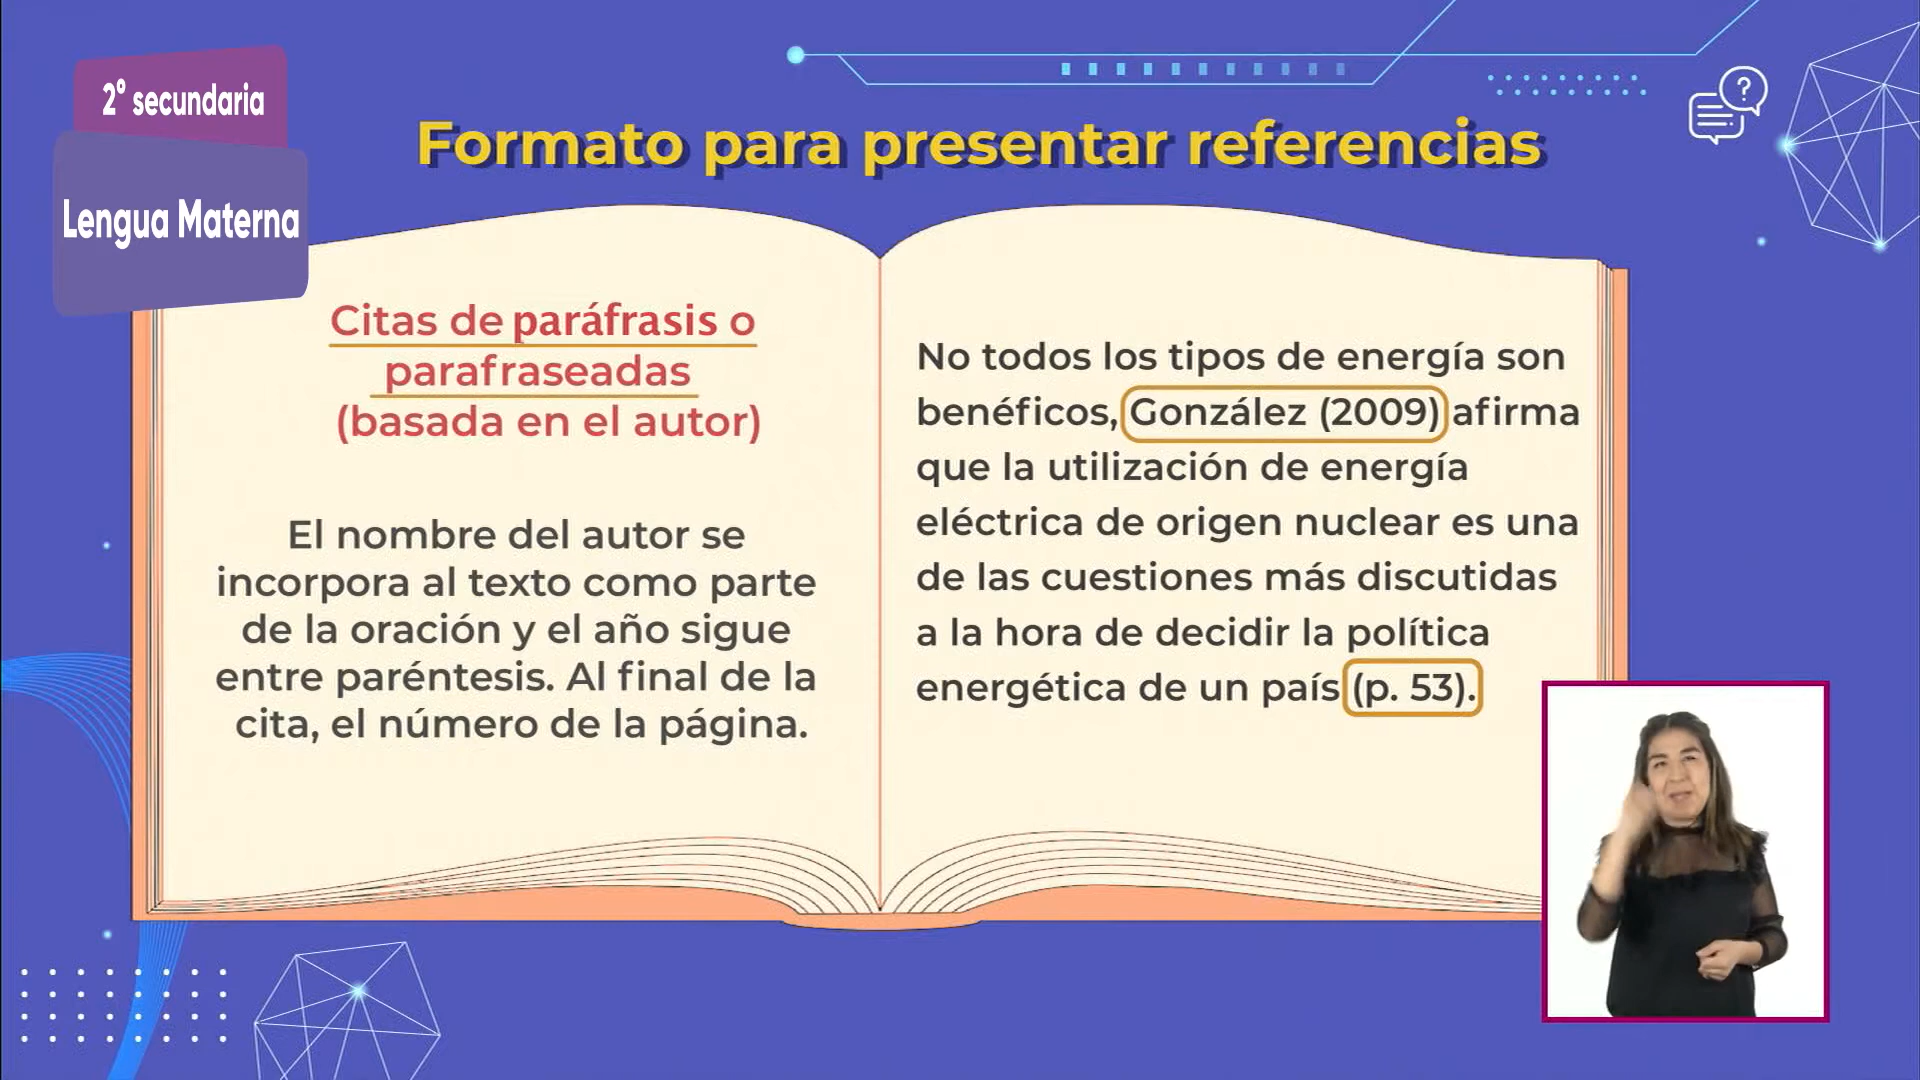 2° secundaria
Lengua Materna
Formato para presentar referencias
Citas de paráfrasis o
parafraseadas
(basada en el autor)
El nombre del autor se
incorpora al texto como parte
de la oración y el año sigue
entre paréntesis. Al final de la
cita, el número de la página.
No todos los tipos de energía son
benéficos, González (2009) afirma
que la utilización de energía
eléctrica de origen nuclear es una
de las cuestiones más discutidas
a la hora de decidir la política
energética de un país (p. 53).
?